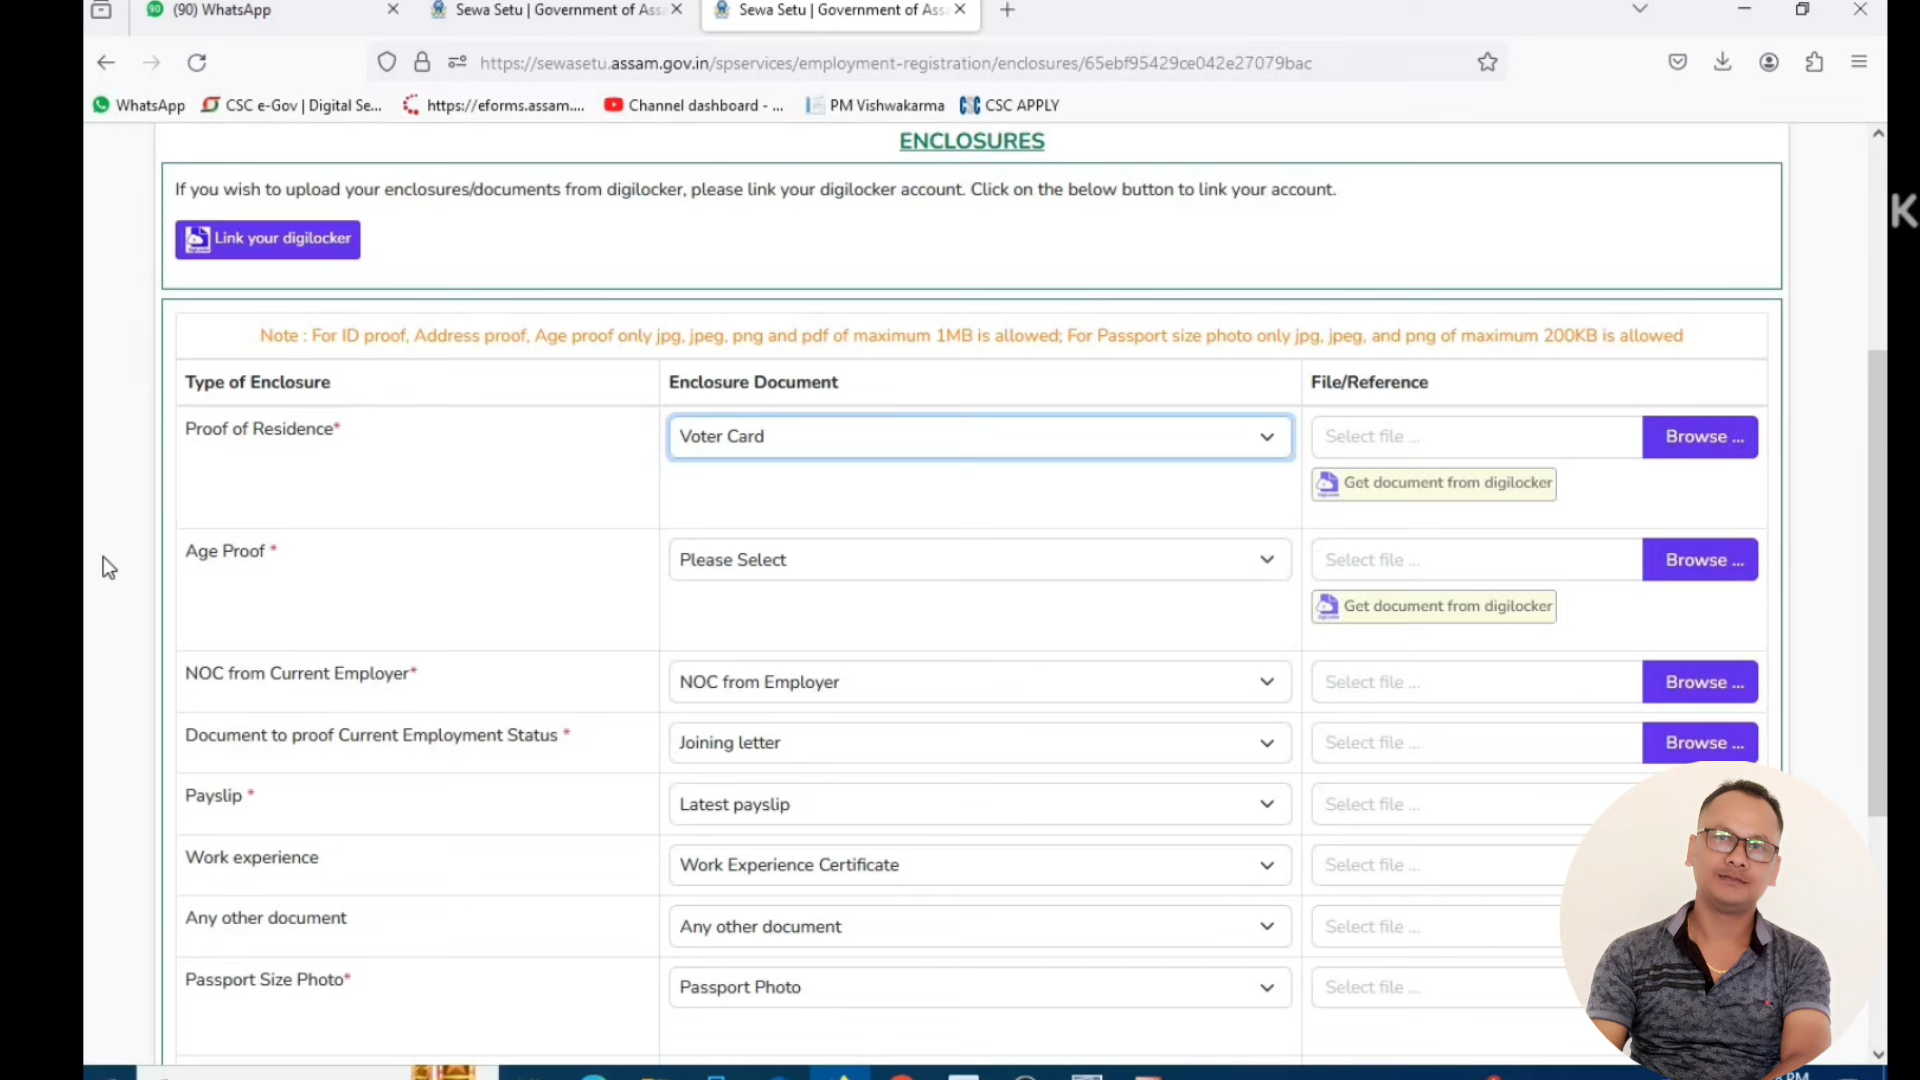 (90) WhatsApp
Sewa Setu | Government of Ass
Sewa Setu | Government of Ass
https://sewasetu.assam.gov.in/spservices/employment-registration/enclosures/65ebf95429ce042e27079bac
WhatsApp
CSC e-Gov | Digital Se...
https://eforms.assam....
Channel dashboard - ...
PM Vishwakarma
CSC APPLY
ENCLOSURES
If you wish to upload your enclosures/documents from digilocker, please link your digilocker account. Click on the below button to link your account.
K
Link your digilocker
Note : For ID proof, Address proof, Age proof only jpg, jpeg, png and pdf of maximum 1MB is allowed; For Passport size photo only jpg, jpeg, and png of maximum 200KB is allowed
Type of Enclosure
Enclosure Document
File/Reference
Proof of Residence*
Voter Card
Select file ...
Browse ...
Get document from digilocker
Age Proof *
Please Select
Select file ...
Browse ...
Get document from digilocker
NOC from Current Employer*
NOC from Employer
Select file ...
Browse ...
Document to proof Current Employment Status *
Joining letter
Select file ...
Browse ...
Payslip *
Latest payslip
Select file ...
Work experience
Work Experience Certificate
Select file ...
Any other document
Any other document
Select file ...
Passport Size Photo*
Passport Photo
Select file ...